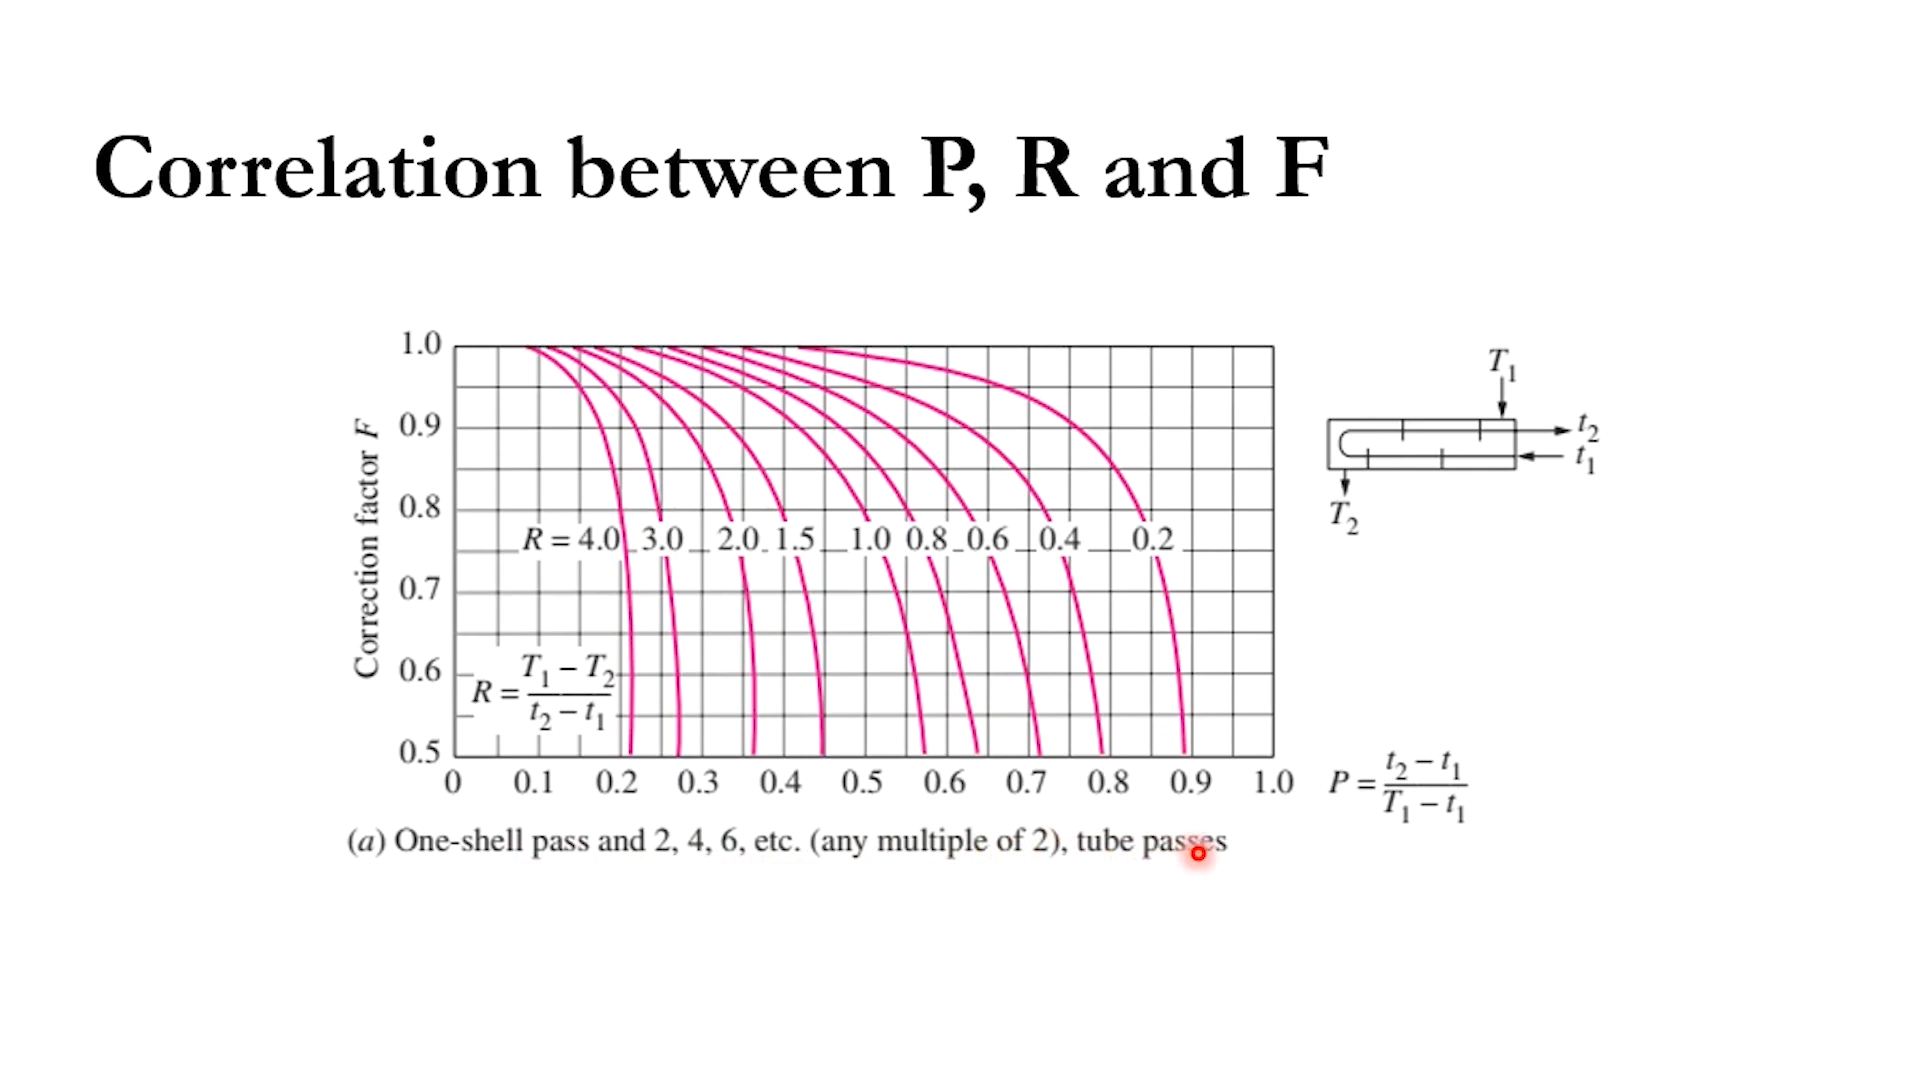 Correlation between P, R and F
1.0
0.9
0.8
0.7
0.6
0.5
Correction factor F
R = 4.0 3.0 2.0 1.5 1.0 0.8 0.6 0.4 0.2
R = T₁ − T₂ / t₂ − t₁
0 0.1 0.2 0.3 0.4 0.5 0.6 0.7 0.8 0.9 1.0
P = t₂ − t₁ / T₁ − t₁
T₁
t₂
t₁
T₂
(a) One-shell pass and 2, 4, 6, etc. (any multiple of 2), tube passes